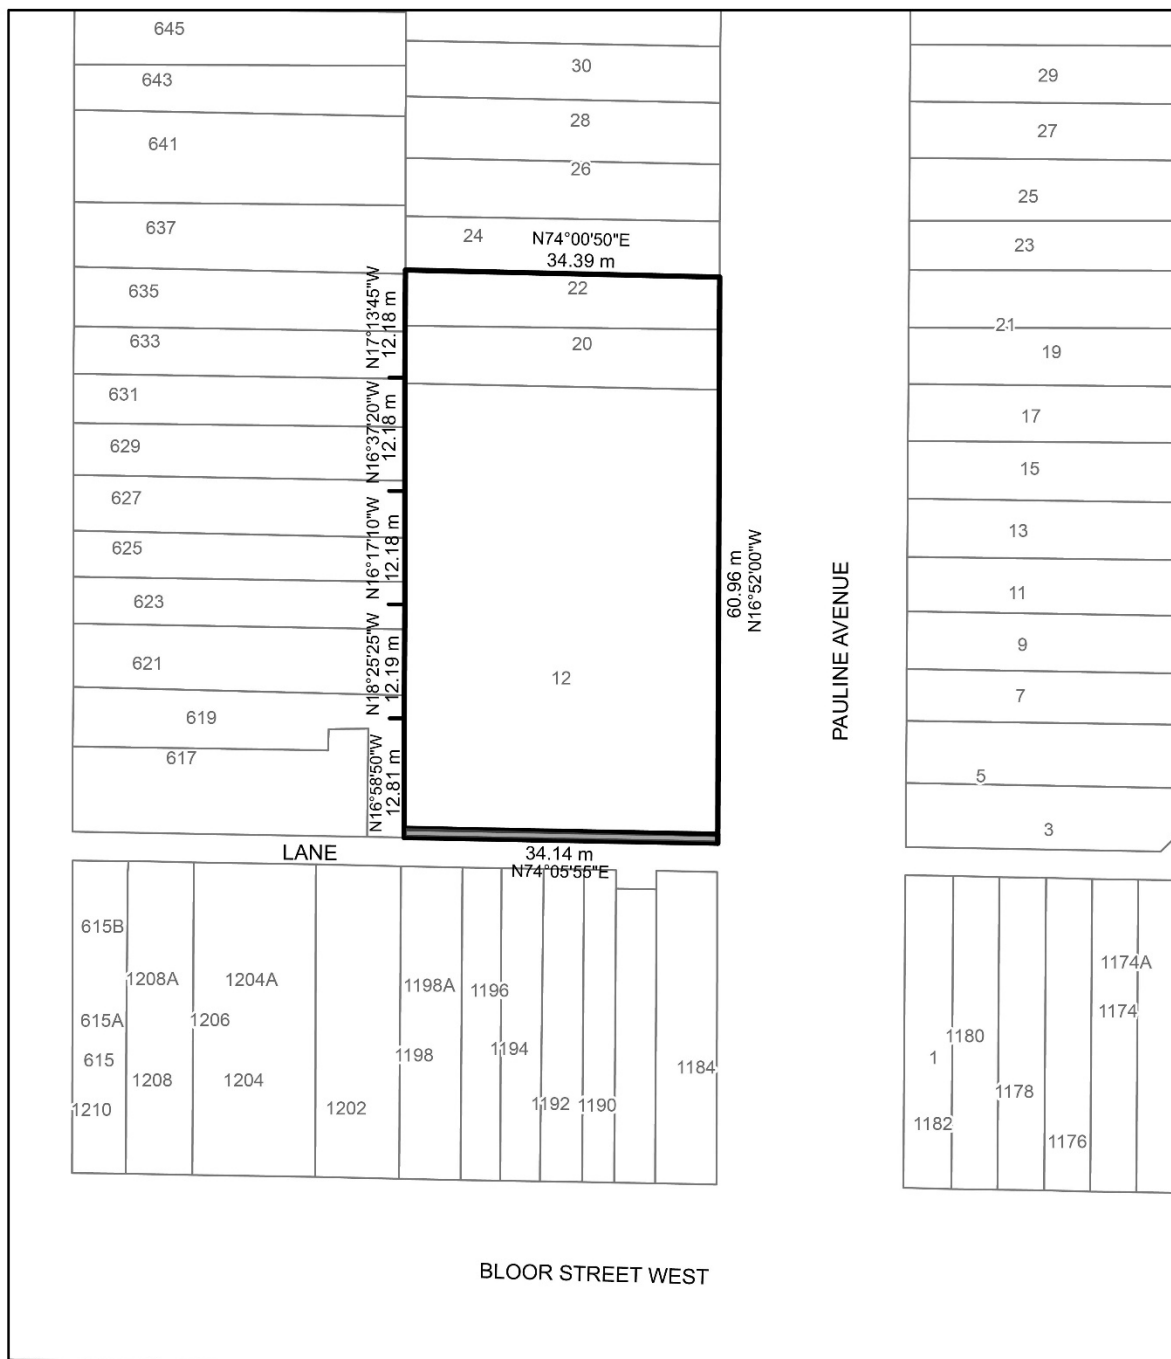 645
643
641
637
635
633
631
629
627
625
623
621
619
617
30
28
26
24
N74°00'50"E
34.39 m
22
20
12
N17°13'45"W
12.18 m
N16°37'20"W
12.18 m
N16°17'10"W
12.18 m
N18°25'25"W
12.19 m
N16°58'50"W
12.81 m
60.96 m
N16°52'00"W
PAULINE AVENUE
29
27
25
23
21
19
17
15
13
11
9
7
5
3
LANE
34.14 m
N74°05'55"E
615B
1208A
1204A
1198A
1196
615A
1206
615
1208
1204
1198
1194
1184
1210
1202
1192
1190
1174A
1174
1180
1
1178
1182
1176
BLOOR STREET WEST